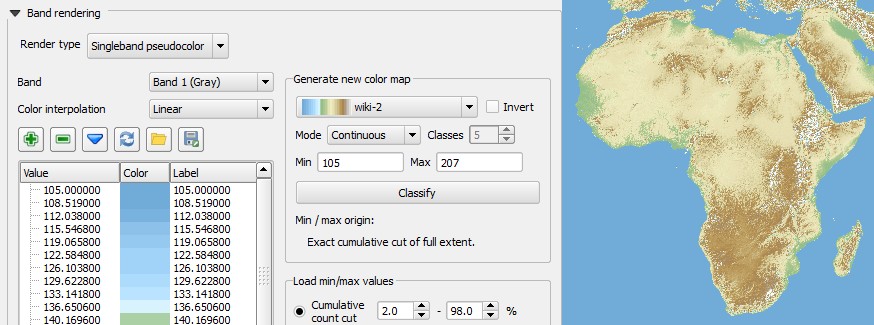 Band rendering
Render type Singleband pseudocolor
Band Band 1 (Gray)
Color interpolation Linear
Value Color Label
105.000000 105.000000
108.519000 108.519000
112.038000 112.038000
115.546800 115.546800
119.065800 119.065800
122.584800 122.584800
126.103800 126.103800
129.622800 129.622800
133.141800 133.141800
136.650600 136.650600
140.169600 140.169600
Generate new color map
wiki-2 Invert
Mode Continuous Classes 5
Min 105 Max 207
Classify
Min / max origin:
Exact cumulative cut of full extent.
Load min/max values
Cumulative
count cut 2.0 - 98.0 %